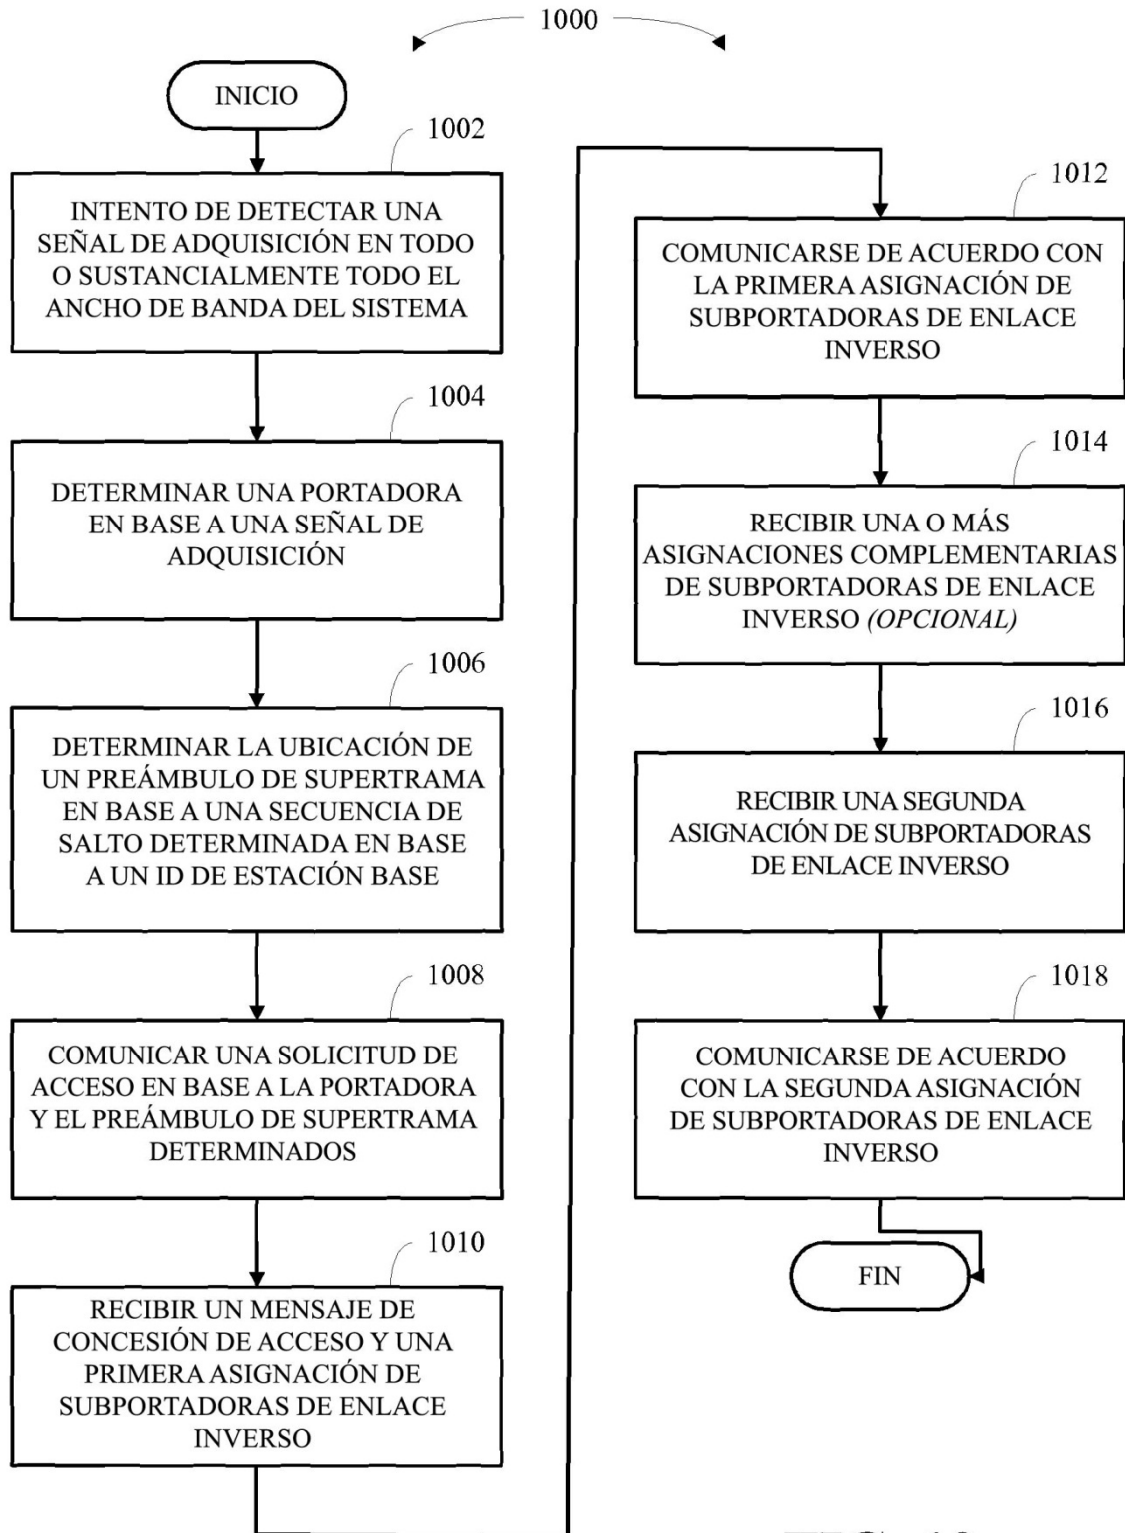 1000
INICIO
1002
INTENTO DE DETECTAR UNA
SEÑAL DE ADQUISICIÓN EN TODO
O SUSTANCIALMENTE TODO EL
ANCHO DE BANDA DEL SISTEMA
1004
DETERMINAR UNA PORTADORA
EN BASE A UNA SEÑAL DE
ADQUISICIÓN
1006
DETERMINAR LA UBICACIÓN DE
UN PREÁMBULO DE SUPERTRAMA
EN BASE A UNA SECUENCIA DE
SALTO DETERMINADA EN BASE
A UN ID DE ESTACIÓN BASE
1008
COMUNICAR UNA SOLICITUD DE
ACCESO EN BASE A LA PORTADORA
Y EL PREÁMBULO DE SUPERTRAMA
DETERMINADOS
1010
RECIBIR UN MENSAJE DE
CONCESIÓN DE ACCESO Y UNA
PRIMERA ASIGNACIÓN DE
SUBPORTADORAS DE ENLACE
INVERSO
1012
COMUNICARSE DE ACUERDO CON
LA PRIMERA ASIGNACIÓN DE
SUBPORTADORAS DE ENLACE
INVERSO
1014
RECIBIR UNA O MÁS
ASIGNACIONES COMPLEMENTARIAS
DE SUBPORTADORAS DE ENLACE
INVERSO (OPCIONAL)
1016
RECIBIR UNA SEGUNDA
ASIGNACIÓN DE SUBPORTADORAS
DE ENLACE INVERSO
1018
COMUNICARSE DE ACUERDO
CON LA SEGUNDA ASIGNACIÓN
DE SUBPORTADORAS DE ENLACE
INVERSO
FIN